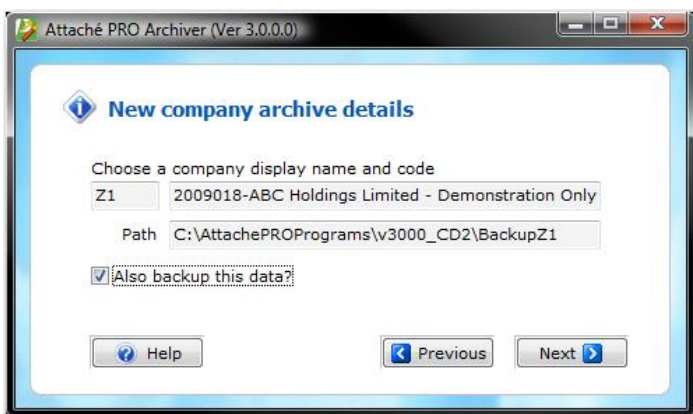 Attaché PRO Archiver (Ver 3.0.0.0)
New company archive details
Choose a company display name and code
Z1 2009018-ABC Holdings Limited - Demonstration Only
Path C:\AttachePROPrograms\v3000_CD2\BackupZ1
Also backup this data?
Help Previous Next